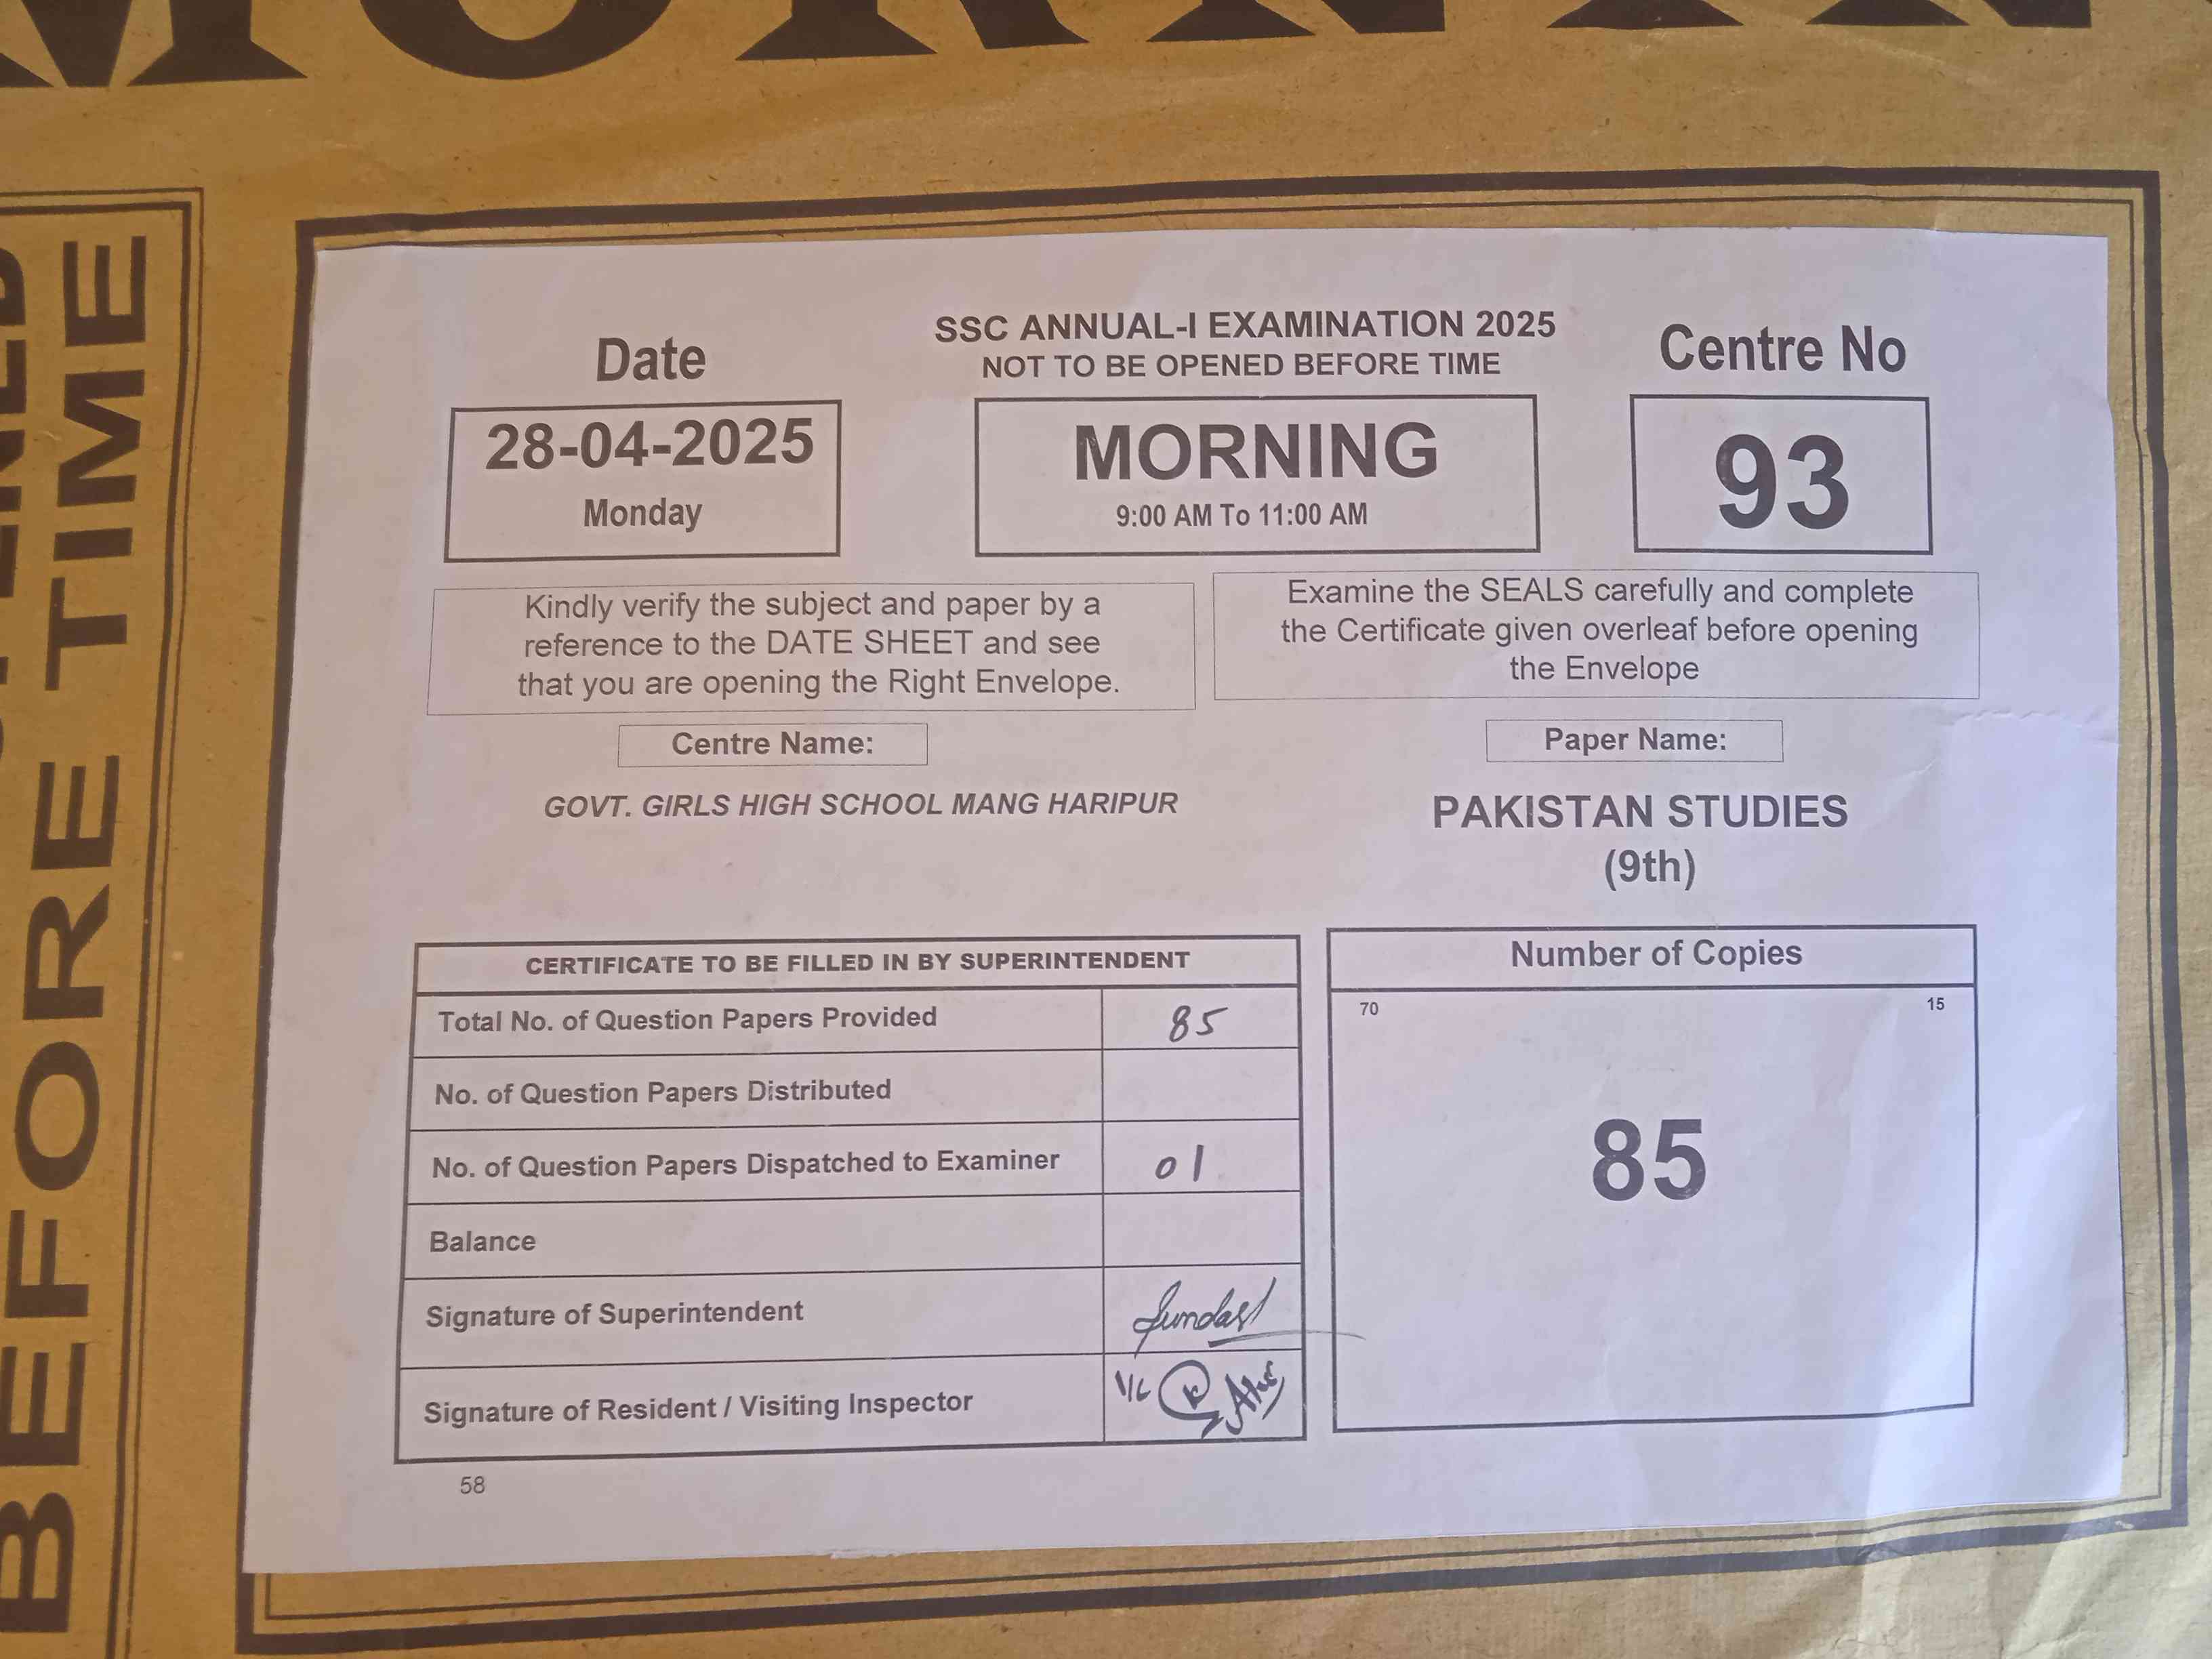 SSC ANNUAL-I EXAMINATION 2025
NOT TO BE OPENED BEFORE TIME
Date
28-04-2025
Monday
MORNING
9:00 AM To 11:00 AM
Centre No
93
Kindly verify the subject and paper by a
reference to the DATE SHEET and see
that you are opening the Right Envelope.
Examine the SEALS carefully and complete
the Certificate given overleaf before opening
the Envelope
Centre Name:
GOVT. GIRLS HIGH SCHOOL MANG HARIPUR
Paper Name:
PAKISTAN STUDIES
(9th)
CERTIFICATE TO BE FILLED IN BY SUPERINTENDENT
Total No. of Question Papers Provided 85
No. of Question Papers Distributed
No. of Question Papers Dispatched to Examiner 01
Balance
Signature of Superintendent
Signature of Resident / Visiting Inspector
Number of Copies
70 15
85
58
BEFORE TIME